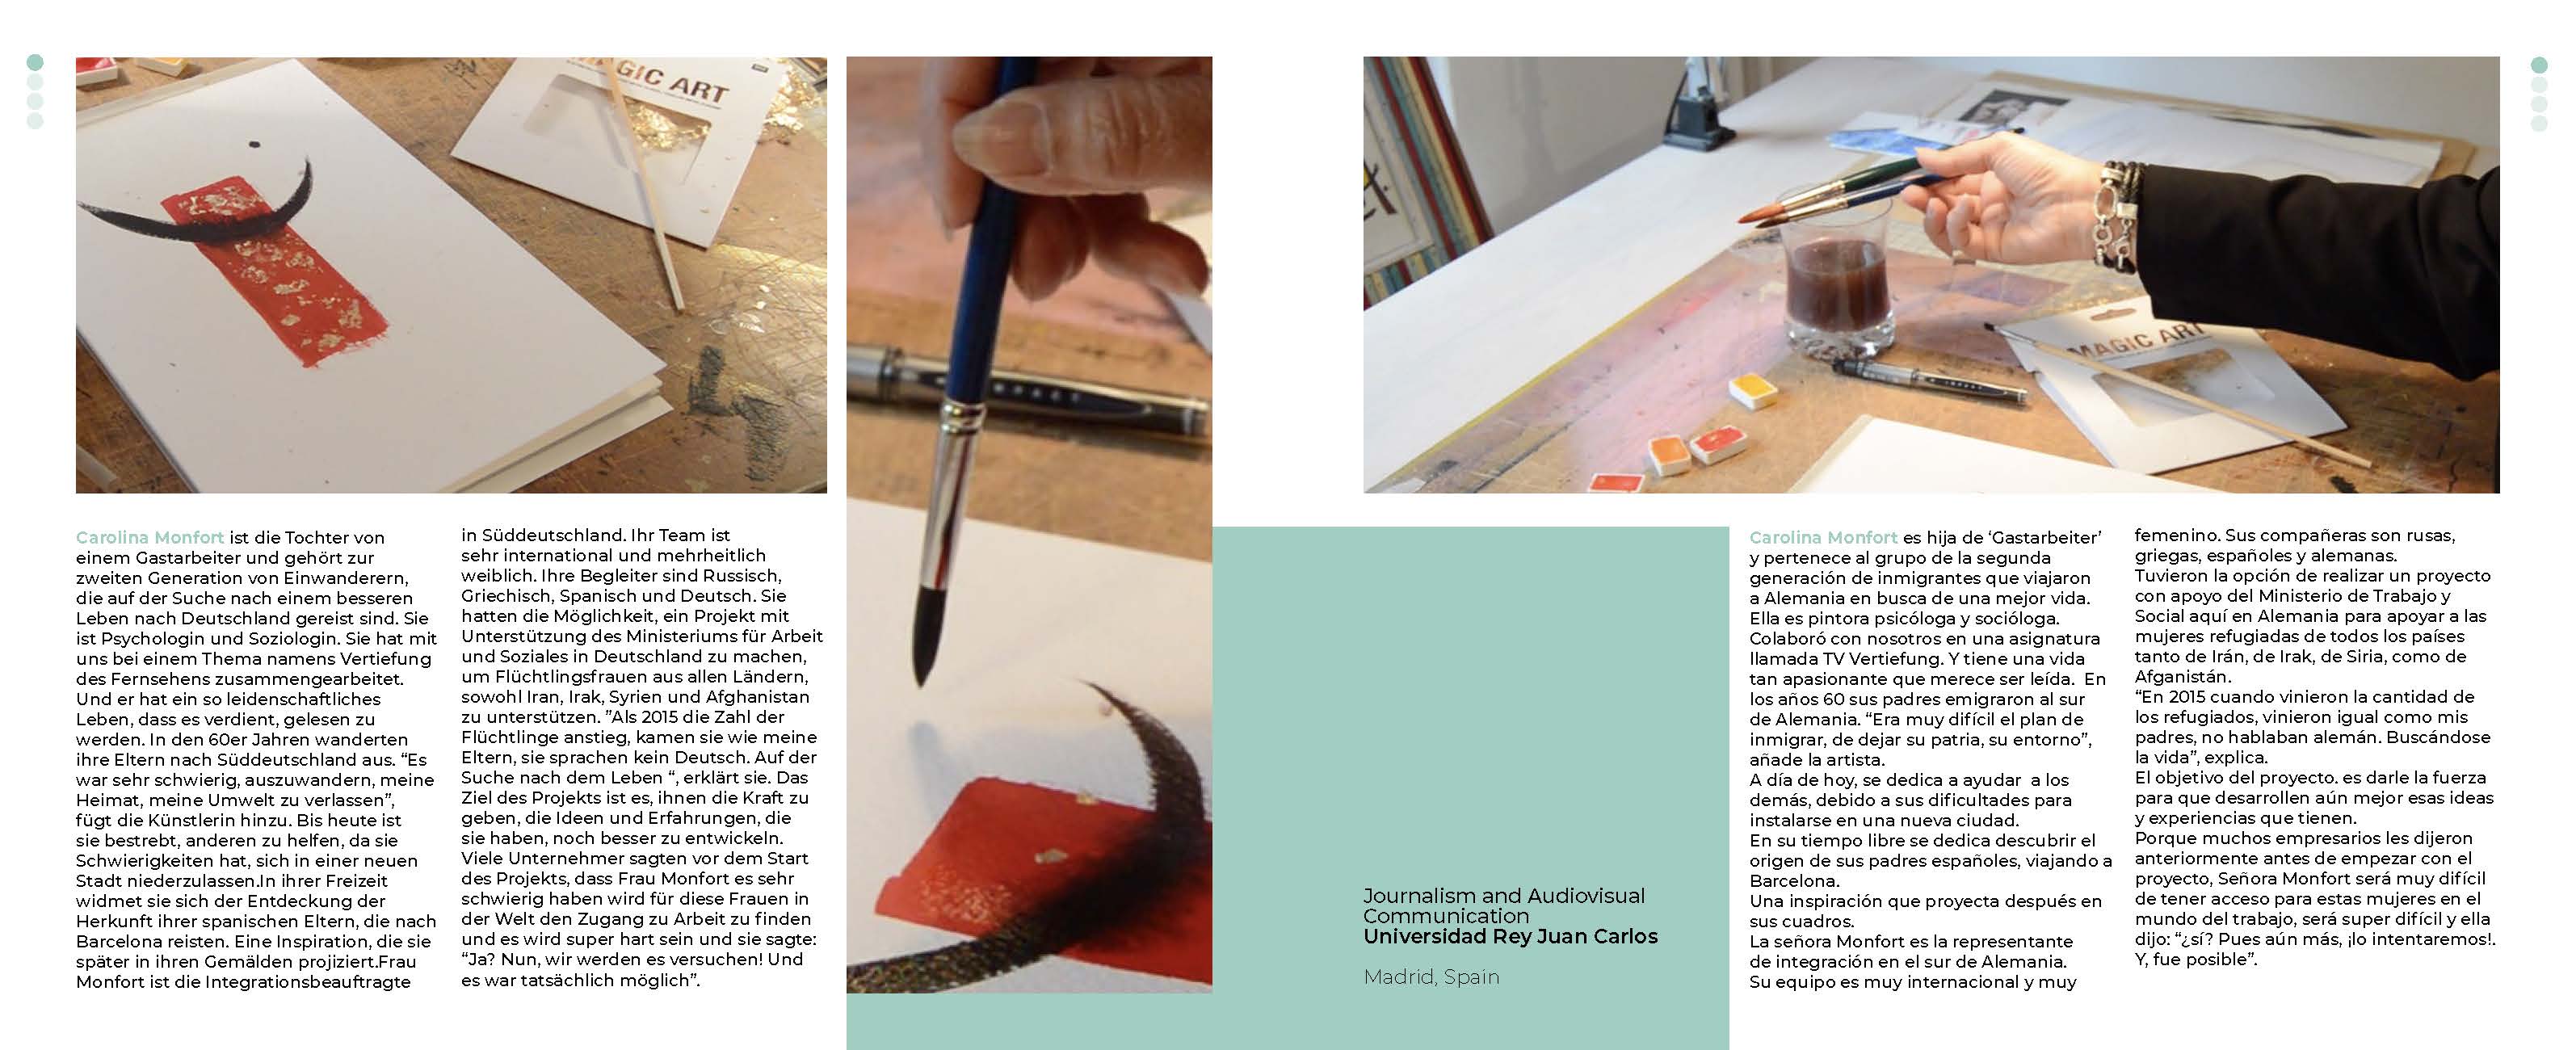 MAGIC ART
MAGIC ART
Carolina Monfort ist die Tochter von
einem Gastarbeiter und gehört zur
zweiten Generation von Einwanderern,
die auf der Suche nach einem besseren
Leben nach Deutschland gereist sind. Sie
ist Psychologin und Soziologin. Sie hat mit
uns bei einem Thema namens Vertiefung
des Fernsehens zusammengearbeitet.
Und er hat ein so leidenschaftliches
Leben, dass es verdient, gelesen zu
werden. In den 60er Jahren wanderten
ihre Eltern nach Süddeutschland aus. “Es
war sehr schwierig, auszuwandern, meine
Heimat, meine Umwelt zu verlassen”,
fügt die Künstlerin hinzu. Bis heute ist
sie bestrebt, anderen zu helfen, da sie
Schwierigkeiten hat, sich in einer neuen
Stadt niederzulassen.In ihrer Freizeit
widmet sie sich der Entdeckung der
Herkunft ihrer spanischen Eltern, die nach
Barcelona reisten. Eine Inspiration, die sie
später in ihren Gemälden projiziert.Frau
Monfort ist die Integrationsbeauftragte
in Süddeutschland. Ihr Team ist
sehr international und mehrheitlich
weiblich. Ihre Begleiter sind Russisch,
Griechisch, Spanisch und Deutsch. Sie
hatten die Möglichkeit, ein Projekt mit
Unterstützung des Ministeriums für Arbeit
und Soziales in Deutschland zu machen,
um Flüchtlingsfrauen aus allen Ländern,
sowohl Iran, Irak, Syrien und Afghanistan
zu unterstützen. ”Als 2015 die Zahl der
Flüchtlinge anstieg, kamen sie wie meine
Eltern, sie sprachen kein Deutsch. Auf der
Suche nach dem Leben “, erklärt sie. Das
Ziel des Projekts ist es, ihnen die Kraft zu
geben, die Ideen und Erfahrungen, die
sie haben, noch besser zu entwickeln.
Viele Unternehmer sagten vor dem Start
des Projekts, dass Frau Monfort es sehr
schwierig haben wird für diese Frauen in
der Welt den Zugang zu Arbeit zu finden
und es wird super hart sein und sie sagte:
“Ja? Nun, wir werden es versuchen! Und
es war tatsächlich möglich”.
Journalism and Audiovisual
Communication
Universidad Rey Juan Carlos
Madrid, Spain
Carolina Monfort es hija de ‘Gastarbeiter’
y pertenece al grupo de la segunda
generación de inmigrantes que viajaron
a Alemania en busca de una mejor vida.
Ella es pintora psicóloga y socióloga.
Colaboró con nosotros en una asignatura
llamada TV Vertiefung. Y tiene una vida
tan apasionante que merece ser leída.  En
los años 60 sus padres emigraron al sur
de Alemania. “Era muy difícil el plan de
inmigrar, de dejar su patria, su entorno”,
añade la artista.
A día de hoy, se dedica a ayudar  a los
demás, debido a sus dificultades para
instalarse en una nueva ciudad.
En su tiempo libre se dedica descubrir el
origen de sus padres españoles, viajando a
Barcelona.
Una inspiración que proyecta después en
sus cuadros.
La señora Monfort es la representante
de integración en el sur de Alemania.
Su equipo es muy internacional y muy
femenino. Sus compañeras son rusas,
griegas, españoles y alemanas.
Tuvieron la opción de realizar un proyecto
con apoyo del Ministerio de Trabajo y
Social aquí en Alemania para apoyar a las
mujeres refugiadas de todos los países
tanto de Irán, de Irak, de Siria, como de
Afganistán.
“En 2015 cuando vinieron la cantidad de
los refugiados, vinieron igual como mis
padres, no hablaban alemán. Buscándose
la vida”, explica.
El objetivo del proyecto. es darle la fuerza
para que desarrollen aún mejor esas ideas
y experiencias que tienen.
Porque muchos empresarios les dijeron
anteriormente antes de empezar con el
proyecto, Señora Monfort será muy difícil
de tener acceso para estas mujeres en el
mundo del trabajo, será super difícil y ella
dijo: “¿sí? Pues aún más, ¡lo intentaremos!.
Y, fue posible”.